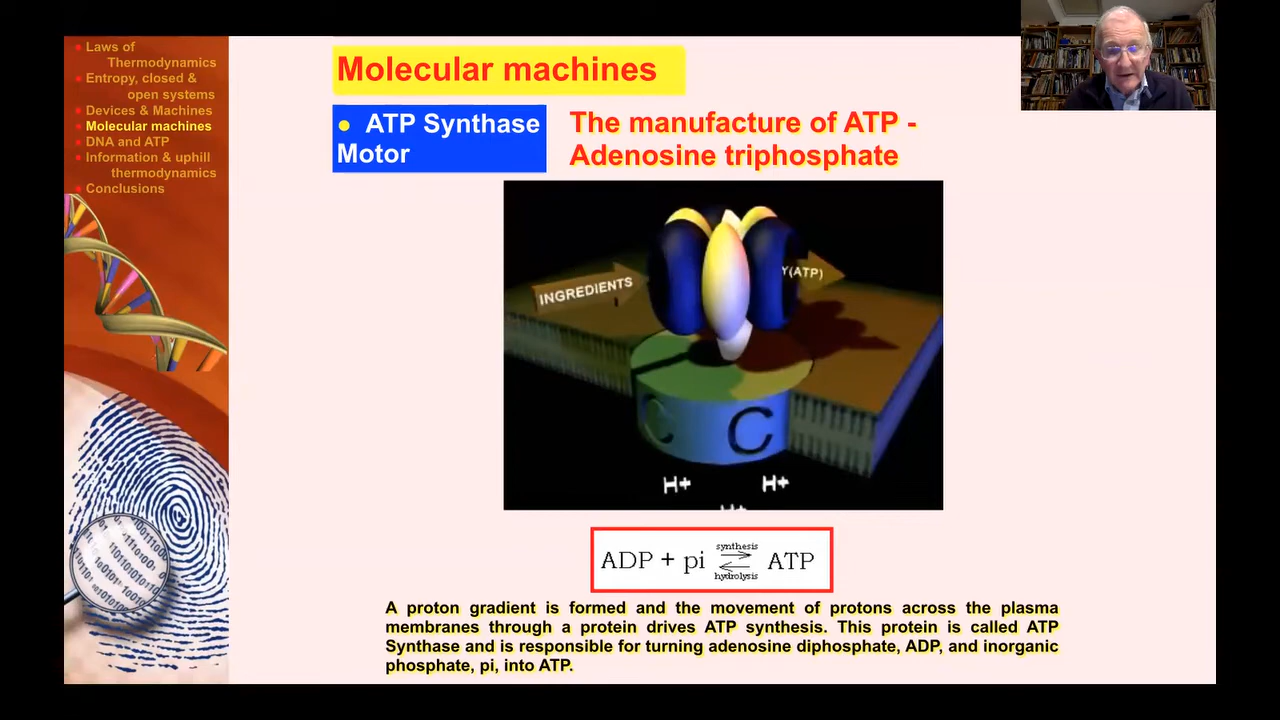 Laws of
Thermodynamics
Entropy, closed &
open systems
Devices & Machines
Molecular machines
DNA and ATP
Information & uphill
thermodynamics
Conclusions
Molecular machines
● ATP Synthase
Motor
The manufacture of ATP -
Adenosine triphosphate
INGREDIENTS
Y(ATP)
C C
H+ H+
H+
synthesis
ADP + pi ⇄ ATP
hydrolysis
A proton gradient is formed and the movement of protons across the plasma
membranes through a protein drives ATP synthesis. This protein is called ATP
Synthase and is responsible for turning adenosine diphosphate, ADP, and inorganic
phosphate, pi, into ATP.